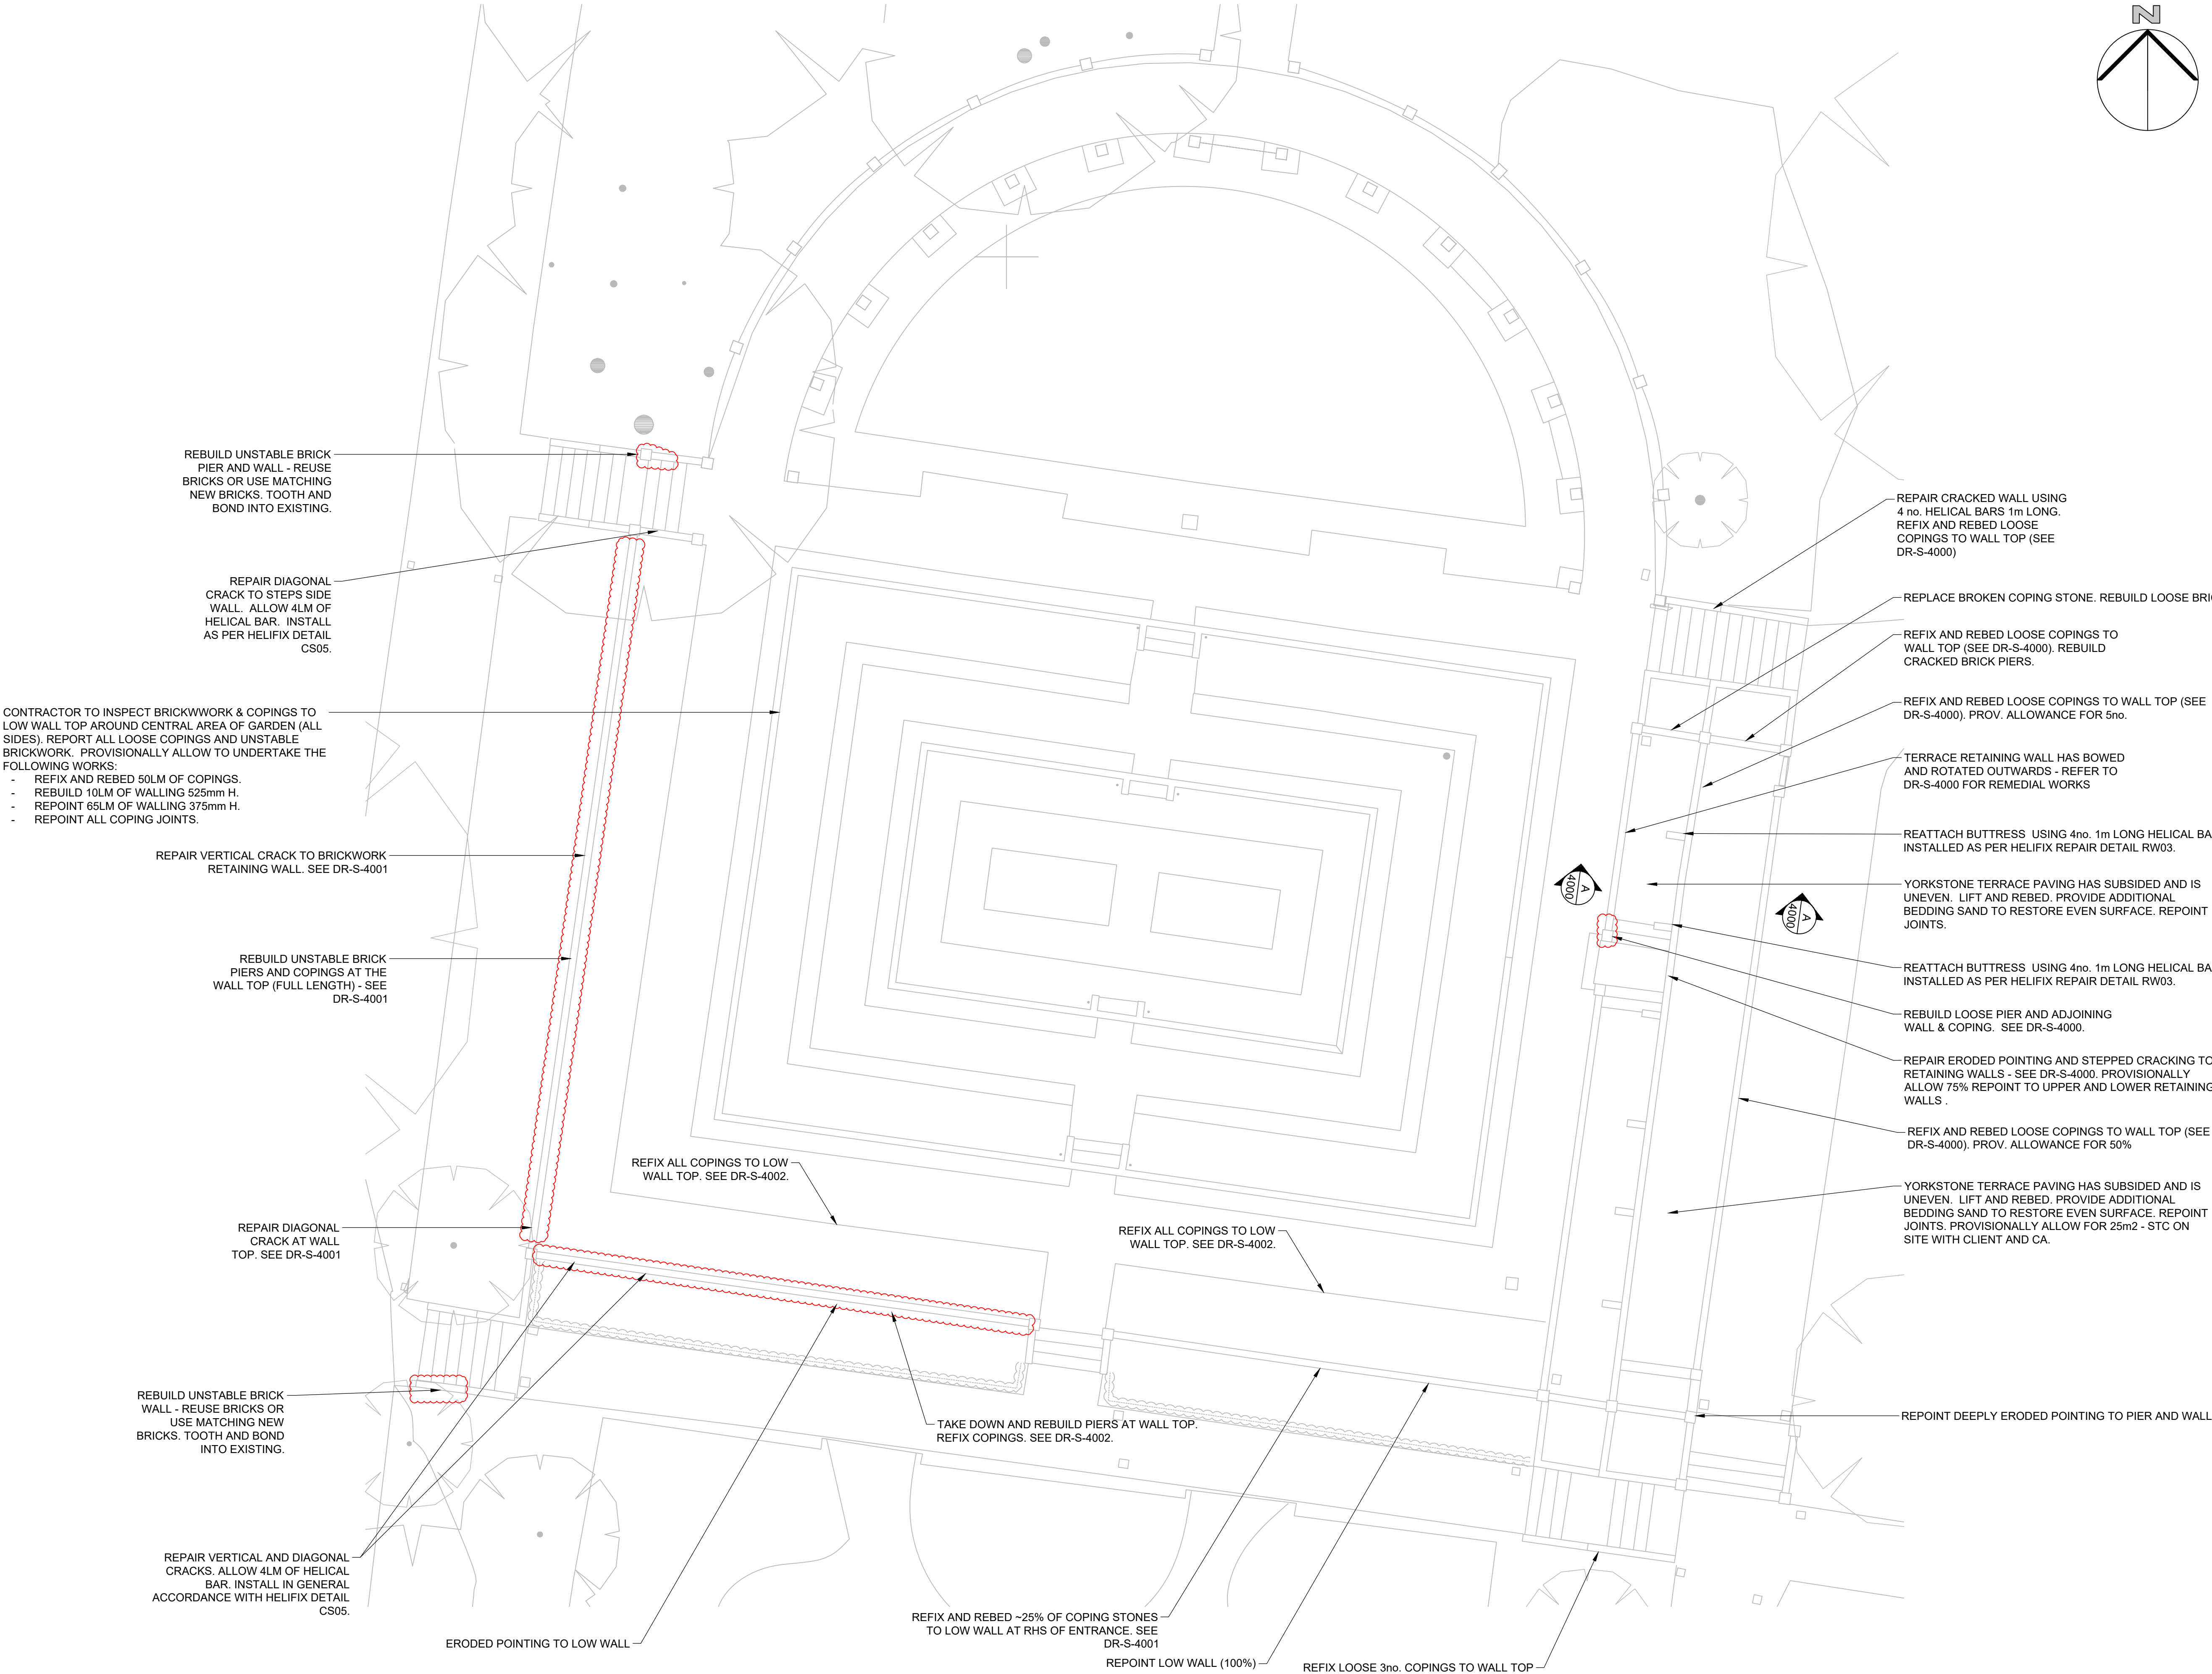 N
REBUILD UNSTABLE BRICK
PIER AND WALL - REUSE
BRICKS OR USE MATCHING
NEW BRICKS. TOOTH AND
BOND INTO EXISTING.
REPAIR DIAGONAL
CRACK TO STEPS SIDE
WALL. ALLOW 4LM OF
HELICAL BAR. INSTALL
AS PER HELIFIX DETAIL
CS05.
CONTRACTOR TO INSPECT BRICKWWORK & COPINGS TO
LOW WALL TOP AROUND CENTRAL AREA OF GARDEN (ALL
SIDES). REPORT ALL LOOSE COPINGS AND UNSTABLE
BRICKWORK. PROVISIONALLY ALLOW TO UNDERTAKE THE
FOLLOWING WORKS:
- REFIX AND REBED 50LM OF COPINGS.
- REBUILD 10LM OF WALLING 525mm H.
- REPOINT 65LM OF WALLING 375mm H.
- REPOINT ALL COPING JOINTS.
REPAIR VERTICAL CRACK TO BRICKWORK
RETAINING WALL. SEE DR-S-4001
REBUILD UNSTABLE BRICK
PIERS AND COPINGS AT THE
WALL TOP (FULL LENGTH) - SEE
DR-S-4001
REPAIR DIAGONAL
CRACK AT WALL
TOP. SEE DR-S-4001
REBUILD UNSTABLE BRICK
WALL - REUSE BRICKS OR
USE MATCHING NEW
BRICKS. TOOTH AND BOND
INTO EXISTING.
REPAIR VERTICAL AND DIAGONAL
CRACKS. ALLOW 4LM OF HELICAL
BAR. INSTALL IN GENERAL
ACCORDANCE WITH HELIFIX DETAIL
CS05.
ERODED POINTING TO LOW WALL
REFIX ALL COPINGS TO LOW
WALL TOP. SEE DR-S-4002.
REFIX ALL COPINGS TO LOW
WALL TOP. SEE DR-S-4002.
TAKE DOWN AND REBUILD PIERS AT WALL TOP.
REFIX COPINGS. SEE DR-S-4002.
REFIX AND REBED ~25% OF COPING STONES
TO LOW WALL AT RHS OF ENTRANCE. SEE
DR-S-4001
REPOINT LOW WALL (100%)
REFIX LOOSE 3no. COPINGS TO WALL TOP
A
4000
A
4000
REPAIR CRACKED WALL USING
4 no. HELICAL BARS 1m LONG.
REFIX AND REBED LOOSE
COPINGS TO WALL TOP (SEE
DR-S-4000)
REPLACE BROKEN COPING STONE. REBUILD LOOSE
REFIX AND REBED LOOSE COPINGS TO
WALL TOP (SEE DR-S-4000). REBUILD
CRACKED BRICK PIERS.
REFIX AND REBED LOOSE COPINGS TO WALL TOP (SEE
DR-S-4000). PROV. ALLOWANCE FOR 5no.
TERRACE RETAINING WALL HAS BOWED
AND ROTATED OUTWARDS - REFER TO
DR-S-4000 FOR REMEDIAL WORKS
REATTACH BUTTRESS USING 4no. 1m LONG HELICAL
INSTALLED AS PER HELIFIX REPAIR DETAIL RW03.
YORKSTONE TERRACE PAVING HAS SUBSIDED AND IS
UNEVEN. LIFT AND REBED. PROVIDE ADDITIONAL
BEDDING SAND TO RESTORE EVEN SURFACE. REPOINT
JOINTS.
REATTACH BUTTRESS USING 4no. 1m LONG HELICAL
INSTALLED AS PER HELIFIX REPAIR DETAIL RW03.
REBUILD LOOSE PIER AND ADJOINING
WALL & COPING. SEE DR-S-4000.
REPAIR ERODED POINTING AND STEPPED CRACKING TO
RETAINING WALLS - SEE DR-S-4000. PROVISIONALLY
ALLOW 75% REPOINT TO UPPER AND LOWER RETAINING
WALLS .
REFIX AND REBED LOOSE COPINGS TO WALL TOP (SEE
DR-S-4000). PROV. ALLOWANCE FOR 50%
YORKSTONE TERRACE PAVING HAS SUBSIDED AND IS
UNEVEN. LIFT AND REBED. PROVIDE ADDITIONAL
BEDDING SAND TO RESTORE EVEN SURFACE. REPOINT
JOINTS. PROVISIONALLY ALLOW FOR 25m2 - STC ON
SITE WITH CLIENT AND CA.
REPOINT DEEPLY ERODED POINTING TO PIER AND WALL